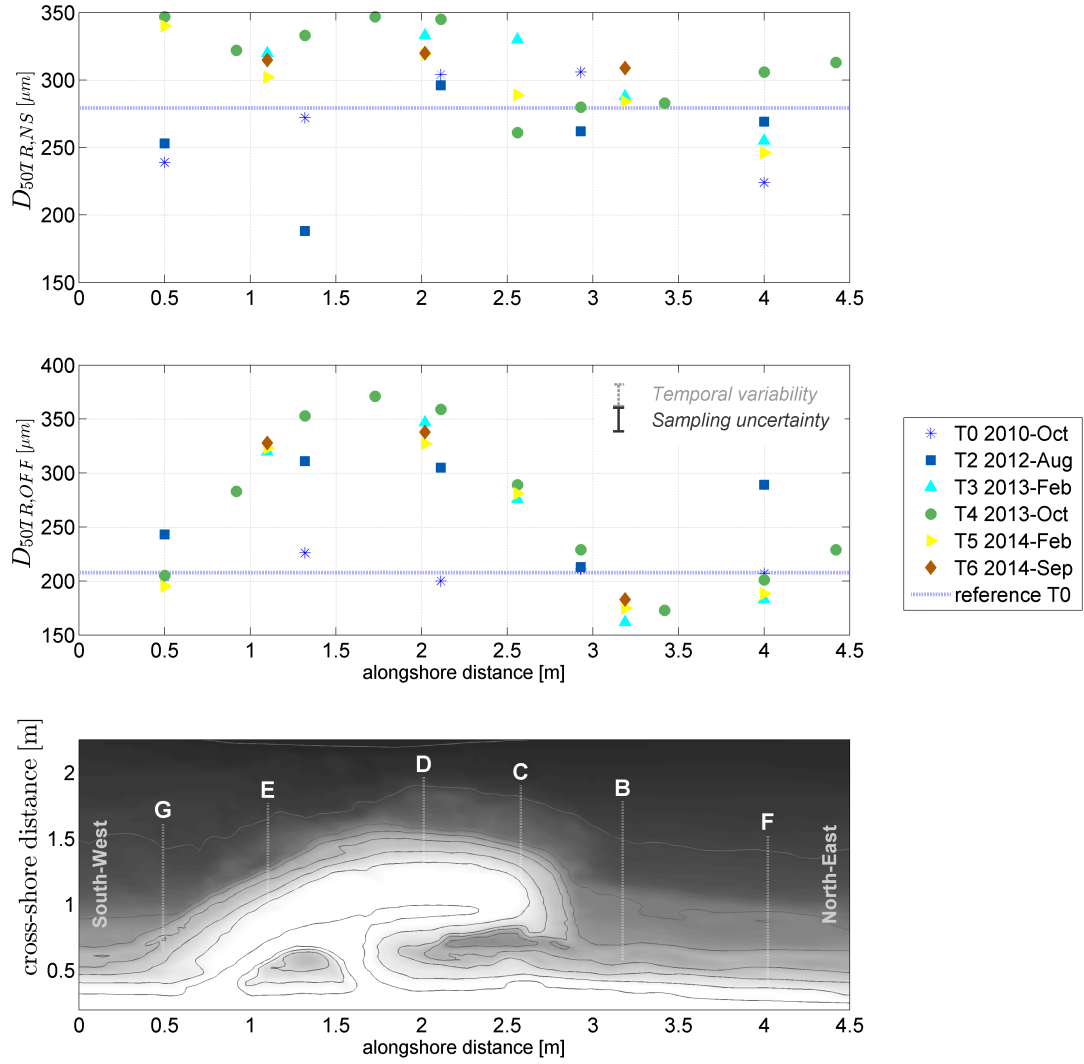 350
300
250
200
150
D50TR,NS [μm]
0 0.5 1 1.5 2 2.5 3 3.5 4 4.5
400
350
300
250
200
150
D50TR,OFF [μm]
Temporal variability
Sampling uncertainty
0 0.5 1 1.5 2 2.5 3 3.5 4 4.5
alongshore distance [m]
T0 2010-Oct
T2 2012-Aug
T3 2013-Feb
T4 2013-Oct
T5 2014-Feb
T6 2014-Sep
reference T0
2
1.5
1
0.5
cross-shore distance [m]
South-West
G
E
D
C
B
F
North-East
0 0.5 1 1.5 2 2.5 3 3.5 4 4.5
alongshore distance [m]